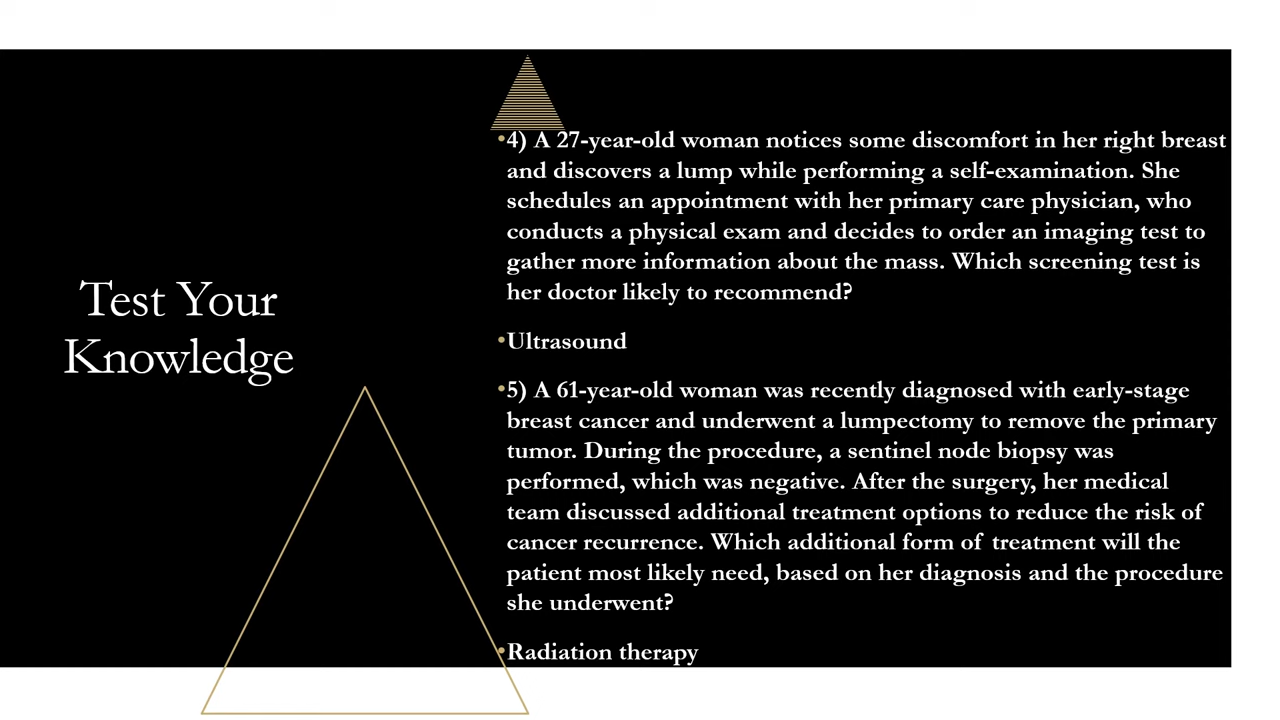 Test Your
Knowledge
•4) A 27-year-old woman notices some discomfort in her right breast
and discovers a lump while performing a self-examination. She
schedules an appointment with her primary care physician, who
conducts a physical exam and decides to order an imaging test to
gather more information about the mass. Which screening test is
her doctor likely to recommend?
•Ultrasound
•5) A 61-year-old woman was recently diagnosed with early-stage
breast cancer and underwent a lumpectomy to remove the primary
tumor. During the procedure, a sentinel node biopsy was
performed, which was negative. After the surgery, her medical
team discussed additional treatment options to reduce the risk of
cancer recurrence. Which additional form of treatment will the
patient most likely need, based on her diagnosis and the procedure
she underwent?
•Radiation therapy